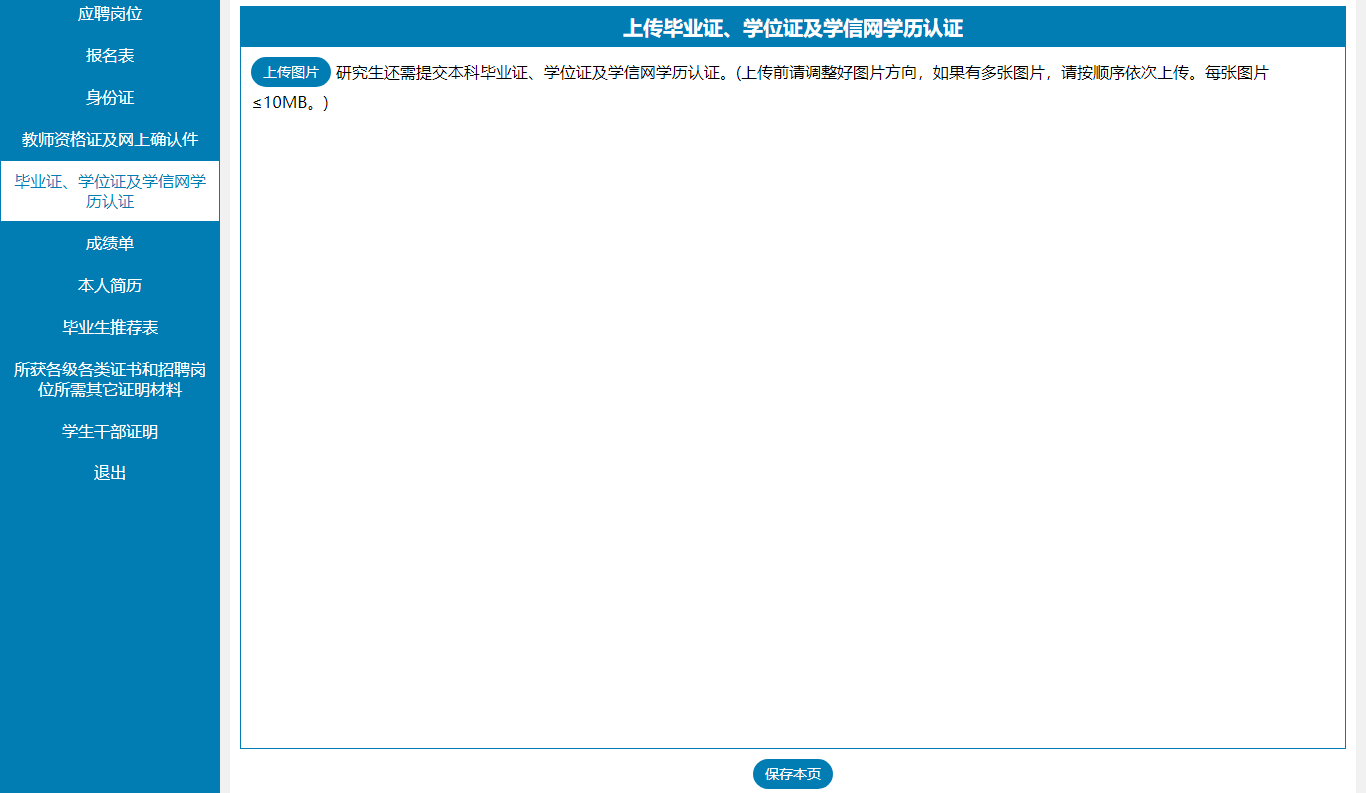 应聘岗位
报名表
身份证
教师资格证及网上确认件
毕业证、学位证及学信网学
历认证
成绩单
本人简历
毕业生推荐表
所获各级各类证书和招聘岗
位所需其它证明材料
学生干部证明
退出
上传毕业证、学位证及学信网学历认证
上传图片 研究生还需提交本科毕业证、学位证及学信网学历认证。(上传前请调整好图片方向，如果有多张图片，请按顺序依次上传。每张图片
≤10MB。)
保存本页